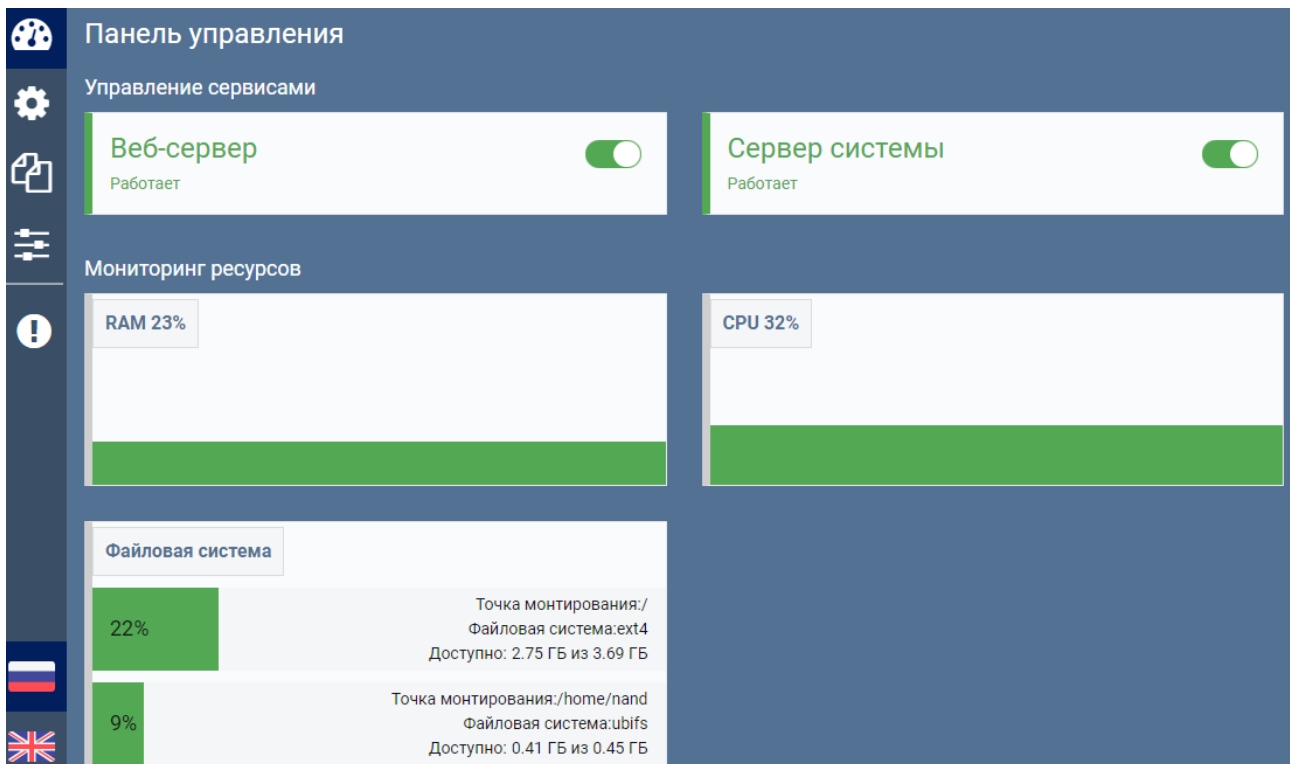 Панель управления
Управление сервисами
Веб-сервер
Работает
Сервер системы
Работает
Мониторинг ресурсов
RAM 23%
CPU 32%
Файловая система
22%
Точка монтирования:/
Файловая система:ext4
Доступно: 2.75 ГБ из 3.69 ГБ
9%
Точка монтирования:/home/nand
Файловая система:ubifs
Доступно: 0.41 ГБ из 0.45 ГБ